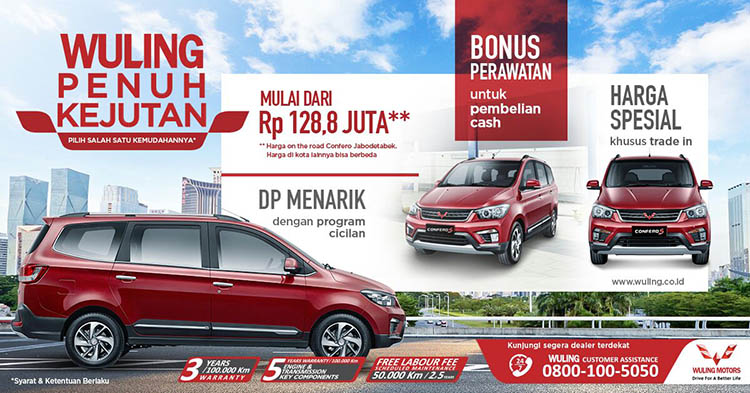 WULING
PENUH
KEJUTAN
PILIH SALAH SATU KEMUDAHANNYA*
MULAI DARI
Rp 128,8 JUTA**
** Harga on the road Confero Jabodetabek.
Harga di kota lainnya bisa berbeda
DP MENARIK
dengan program
cicilan
BONUS
PERAWATAN
untuk
pembelian
cash
HARGA
SPESIAL
khusus trade in
CONFERO S
CONFERO S
www.wuling.co.id
*Syarat & Ketentuan Berlaku
3 YEARS
/100.000 Km
WARRANTY
5 YEARS WARRANTY/100.000 Km
ENGINE &
TRANSMISSION
KEY COMPONENTS
FREE LABOUR FEE
SCHEDULED MAINTENANCE
50.000 Km / 2.5 Years
Kunjungi segera dealer terdekat
24
WULING CUSTOMER ASSISTANCE
0800-100-5050
WULING MOTORS
Drive For A Better Life